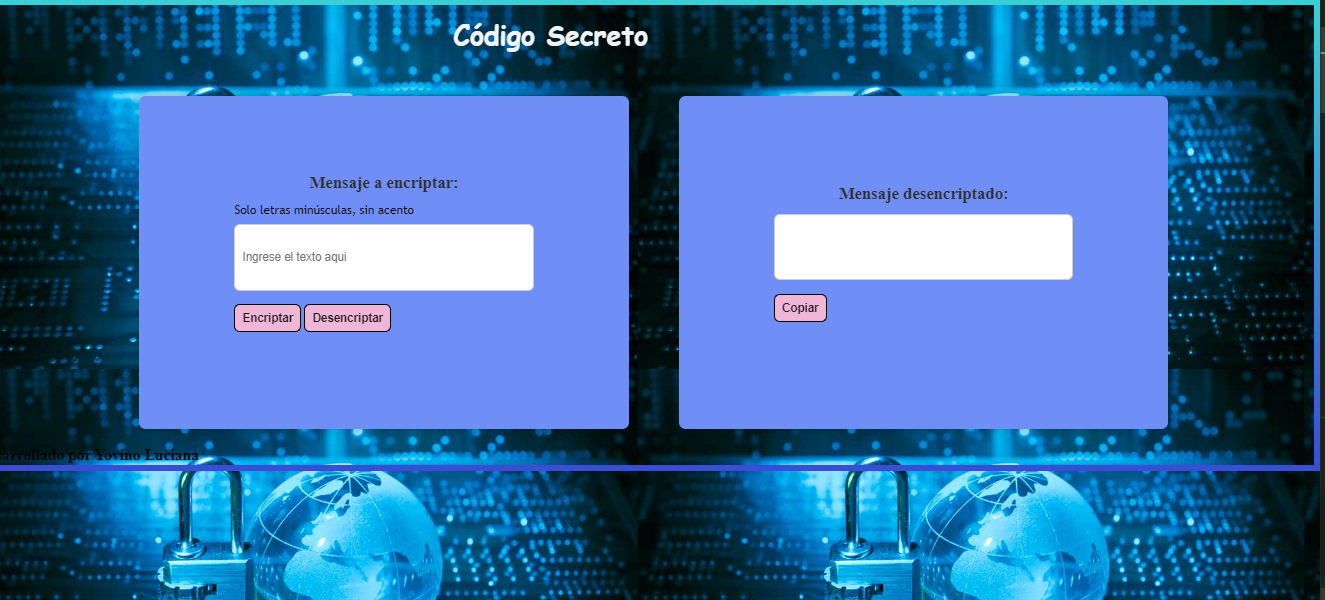 Código Secreto
Mensaje a encriptar:
Solo letras minúsculas, sin acento
Ingrese el texto aqui
Encriptar Desencriptar
Mensaje desencriptado:
Copiar
sarrollado por Yovino Luciana